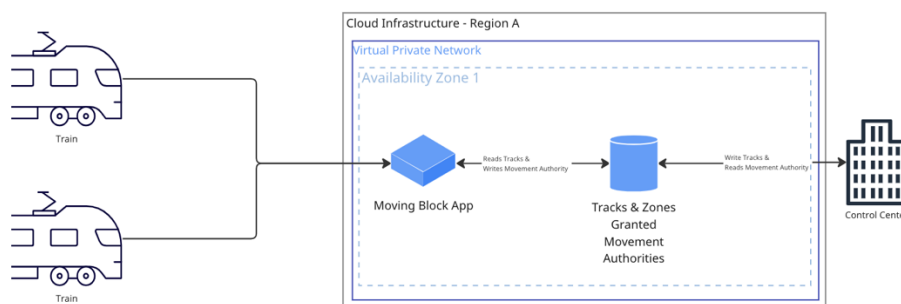 Cloud Infrastructure - Region A
Virtual Private Network
Availability Zone 1
Train
Reads Tracks &
Writes Movement Authority
Write Tracks &
Reads Movement Authority
Moving Block App
Tracks & Zones
Granted
Movement
Authorities
Control Cente
Train